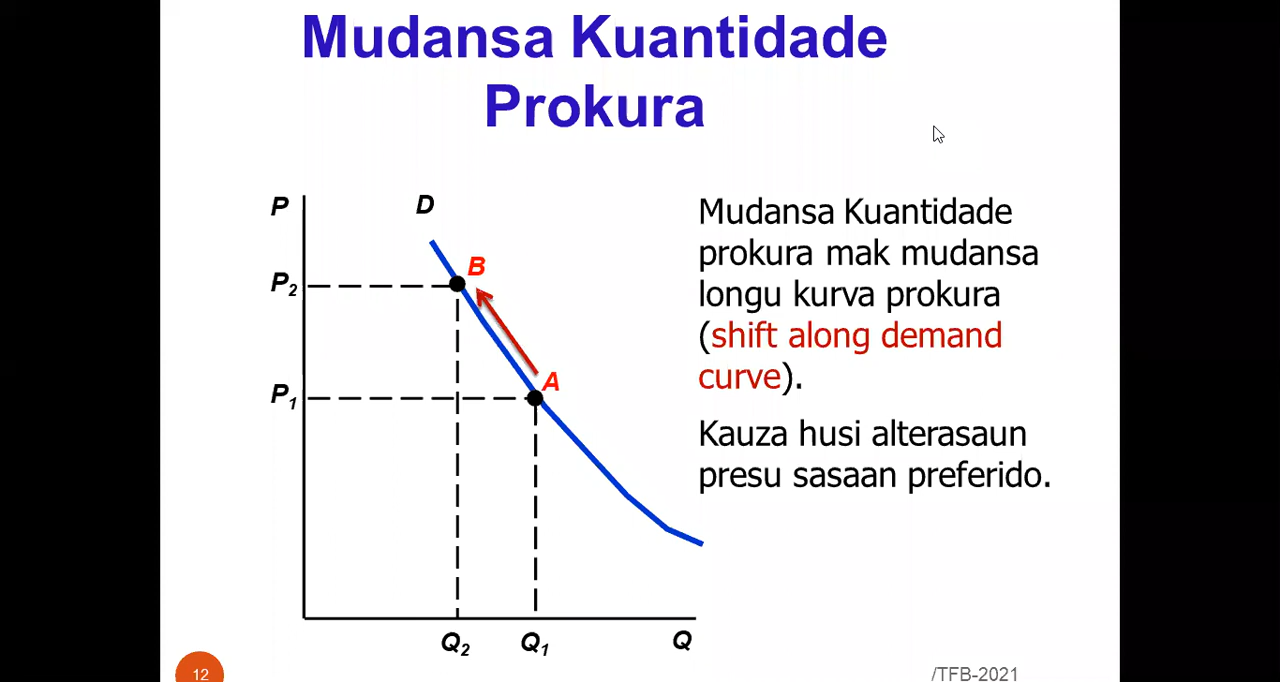 Mudansa Kuantidade
Prokura
P
D
B
P2
A
P1
Q2
Q1
Q
Mudansa Kuantidade
prokura mak mudansa
longu kurva prokura
(shift along demand
curve).
Kauza husi alterasaun
presu sasaan preferido.
12
/TFB-2021